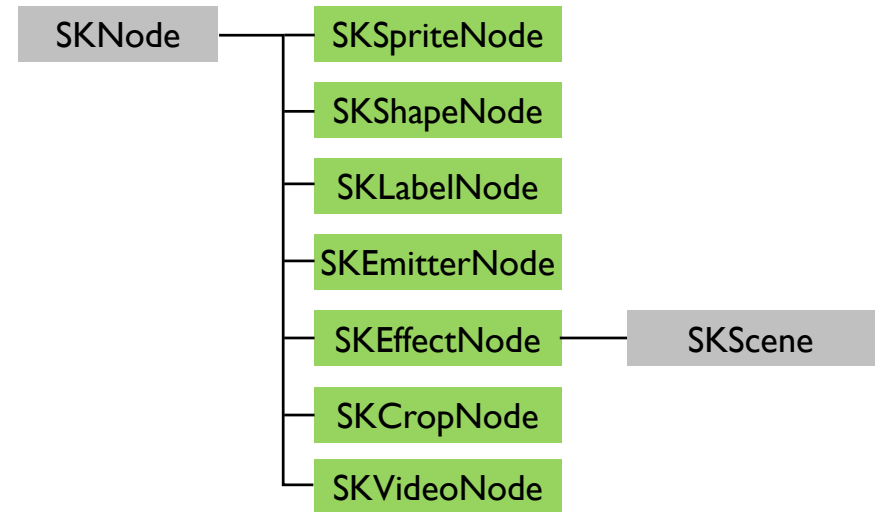 SKNode
SKSpriteNode
SKShapeNode
SKLabelNode
SKEmitterNode
SKEffectNode
SKScene
SKCropNode
SKVideoNode